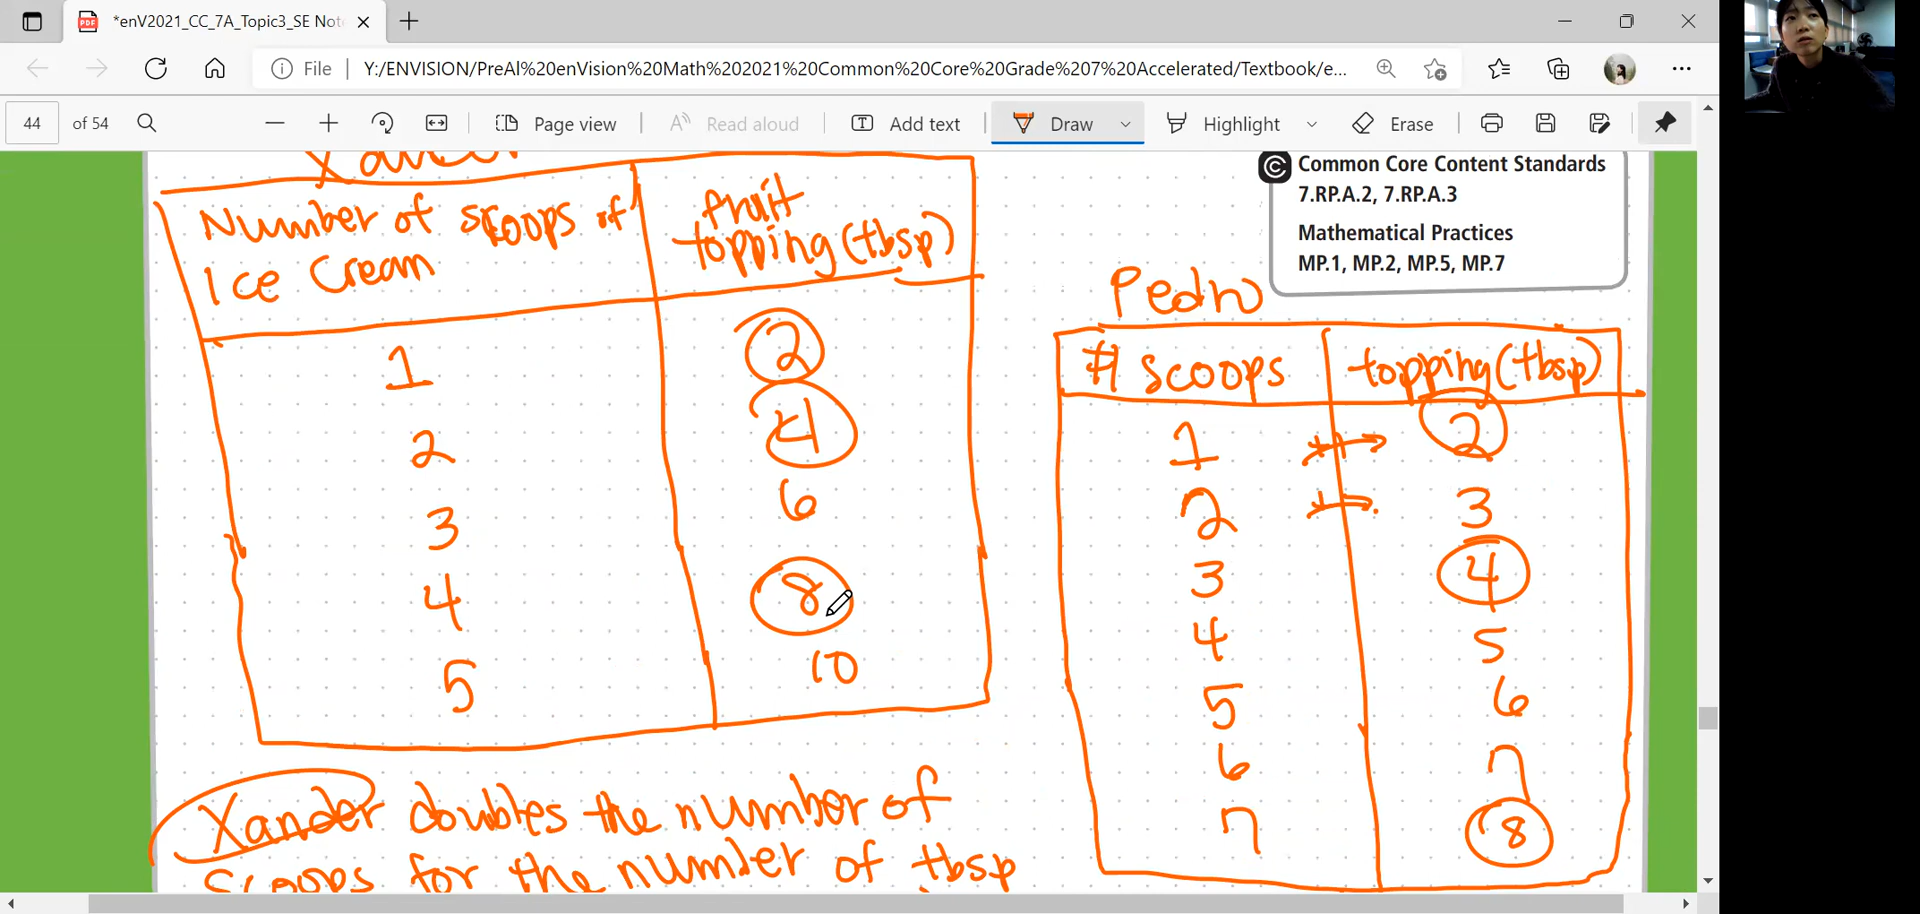 *enV2021_CC_7A_Topic3_SE Not
File
Y:/ENVISION/PreAl%20enVision%20Math%202021%20Common%20Core%20Grade%207%20Accelerated/Textbook/e...
44 of 54
Page view
Read aloud
Add text
Draw
Highlight
Erase
Xander
Number of scoops of
Ice Cream
fruit
topping (tbsp)
1 2
2 4
3 6
4 8
5 10
Xander doubles the number of
scoops for the number of tbsp
Common Core Content Standards
7.RP.A.2, 7.RP.A.3
Mathematical Practices
MP.1, MP.2, MP.5, MP.7
Pedro
# scoops topping (tbsp)
1 2
2 3
3 4
4 5
5 6
6 7
7 8